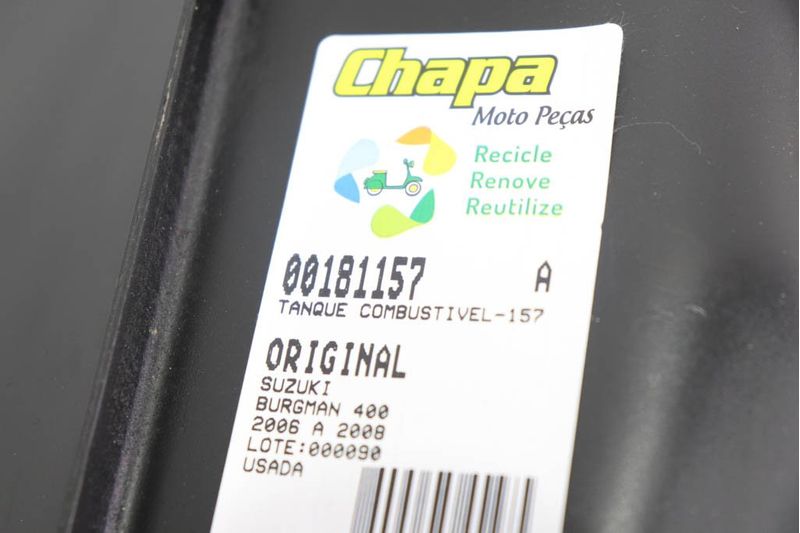 Chapa
Moto Peças
Recicle
Renove
Reutilize
00181157 A
TANQUE COMBUSTIVEL-157
ORIGINAL
SUZUKI
BURGMAN 400
2006 A 2008
LOTE:000090
USADA